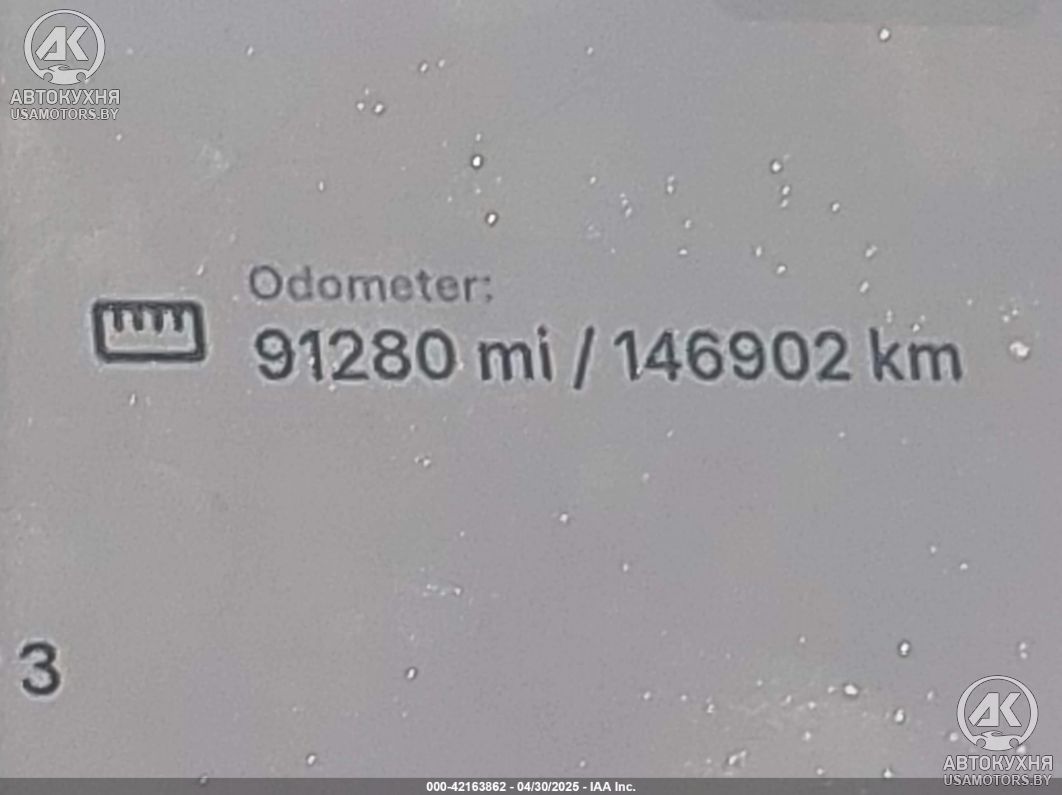 AK
АВТОКУХНЯ
USAMOTORS.BY
Odometer:
91280 mi / 146902 km
3
AK
АВТОКУХНЯ
USAMOTORS.BY
000-42163862 - 04/30/2025 - IAA Inc.